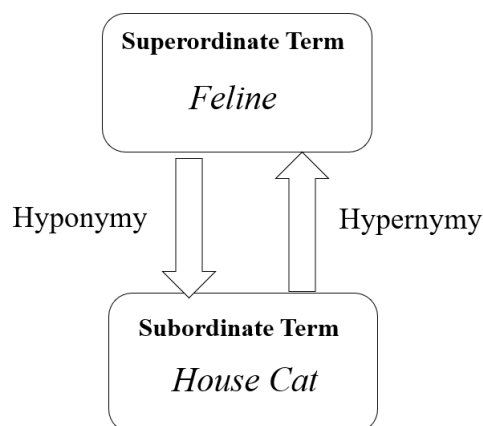 Superordinate Term
Feline
Hyponymy
Hypernymy
Subordinate Term
House Cat